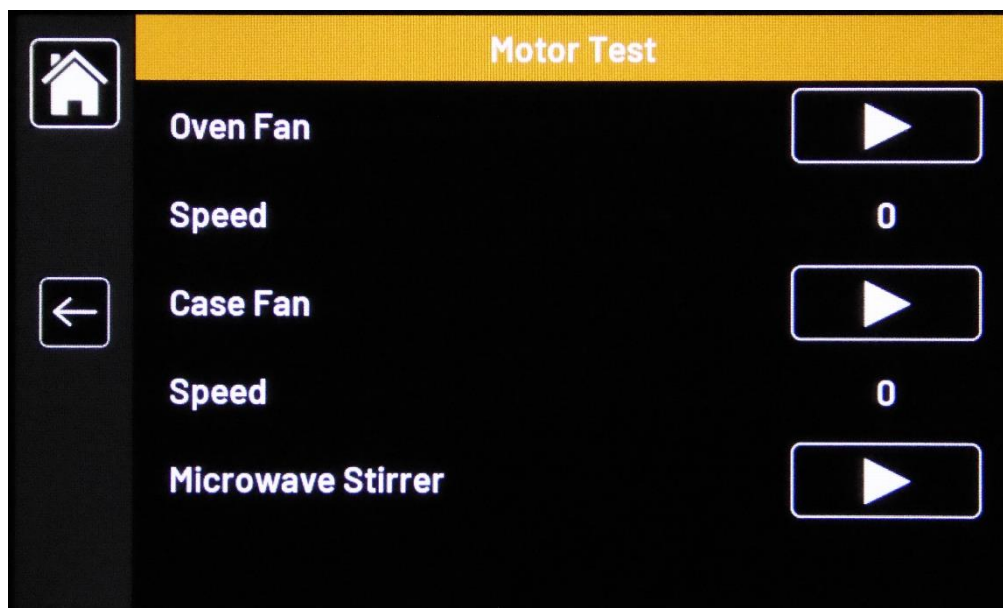 Motor Test
Oven Fan
Speed 0
Case Fan
Speed 0
Microwave Stirrer